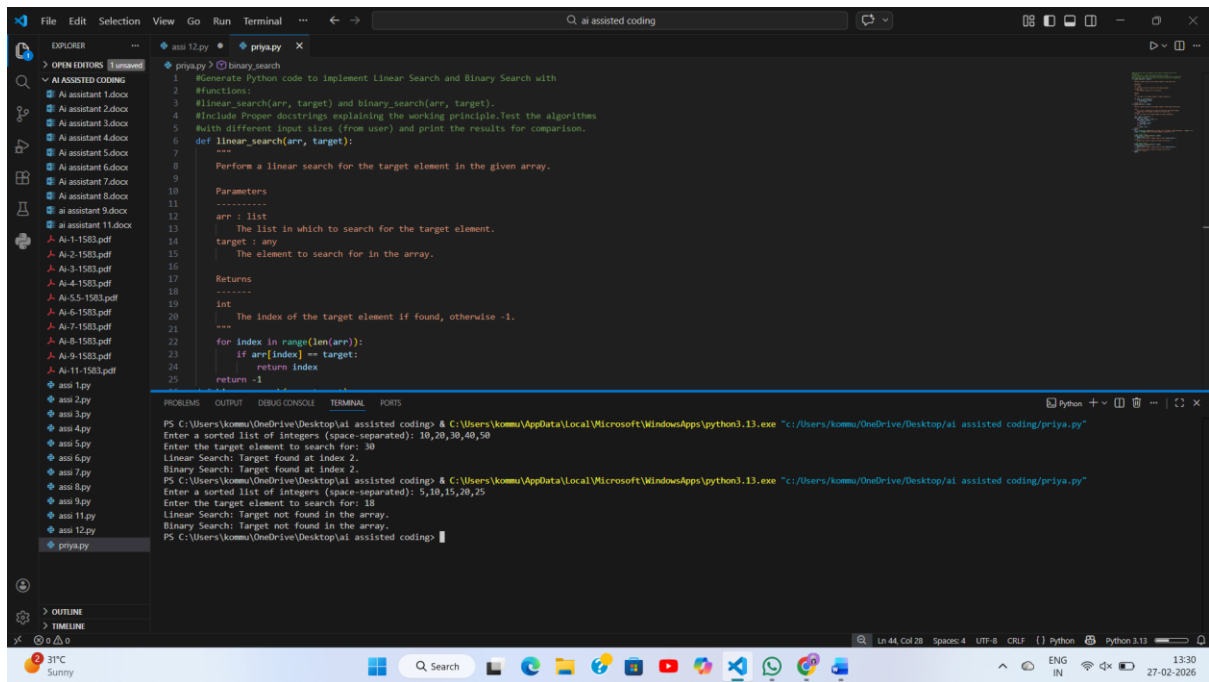 File Edit Selection View Go Run Terminal ··· ai assisted coding
EXPLORER ···
OPEN EDITORS 1 unsaved
AI ASSISTED CODING
Ai assistant 1.docx
Ai assistant 2.docx
Ai assistant 3.docx
Ai assistant 4.docx
Ai assistant 5.docx
Ai assistant 6.docx
Ai assistant 7.docx
Ai assistant 8.docx
ai assistant 9.docx
ai assistant 11.docx
Ai-1-1583.pdf
Ai-2-1583.pdf
Ai-3-1583.pdf
Ai-4-1583.pdf
Ai-5.5-1583.pdf
Ai-6-1583.pdf
Ai-7-1583.pdf
Ai-8-1583.pdf
Ai-9-1583.pdf
Ai-11-1583.pdf
assi 1.py
assi 2.py
assi 3.py
assi 4.py
assi 5.py
assi 6.py
assi 7.py
assi 8.py
assi 9.py
assi 11.py
assi 12.py
priya.py
OUTLINE
TIMELINE
assi 12.py priya.py
priya.py > binary_search
1 #Generate Python code to implement Linear Search and Binary Search with
2 #functions:
3 #linear_search(arr, target) and binary_search(arr, target).
4 #Include Proper docstrings explaining the working principle.Test the algorithms
5 #with different input sizes (from user) and print the results for comparison.
6 def linear_search(arr, target):
7 """
8 Perform a linear search for the target element in the given array.
9
10 Parameters
11 ----------
12 arr : list
13 The list in which to search for the target element.
14 target : any
15 The element to search for in the array.
16
17 Returns
18 -------
19 int
20 The index of the target element if found, otherwise -1.
21 """
22 for index in range(len(arr)):
23 if arr[index] == target:
24 return index
25 return -1
PROBLEMS OUTPUT DEBUG CONSOLE TERMINAL PORTS Python
PS C:\Users\kommu\OneDrive\Desktop\ai assisted coding> & C:\Users\kommu\AppData\Local\Microsoft\WindowsApps\python3.13.exe "c:/Users/kommu/OneDrive/Desktop/ai assisted coding/priya.py"
Enter a sorted list of integers (space-separated): 10,20,30,40,50
Enter the target element to search for: 30
Linear Search: Target found at index 2.
Binary Search: Target found at index 2.
PS C:\Users\kommu\OneDrive\Desktop\ai assisted coding> & C:\Users\kommu\AppData\Local\Microsoft\WindowsApps\python3.13.exe "c:/Users/kommu/OneDrive/Desktop/ai assisted coding/priya.py"
Enter a sorted list of integers (space-separated): 5,10,15,20,25
Enter the target element to search for: 18
Linear Search: Target not found in the array.
Binary Search: Target not found in the array.
PS C:\Users\kommu\OneDrive\Desktop\ai assisted coding>
0 0 Ln 44, Col 28 Spaces: 4 UTF-8 CRLF {} Python Python 3.13
2 31°C Search ENG 13:30
Sunny IN 27-02-2026